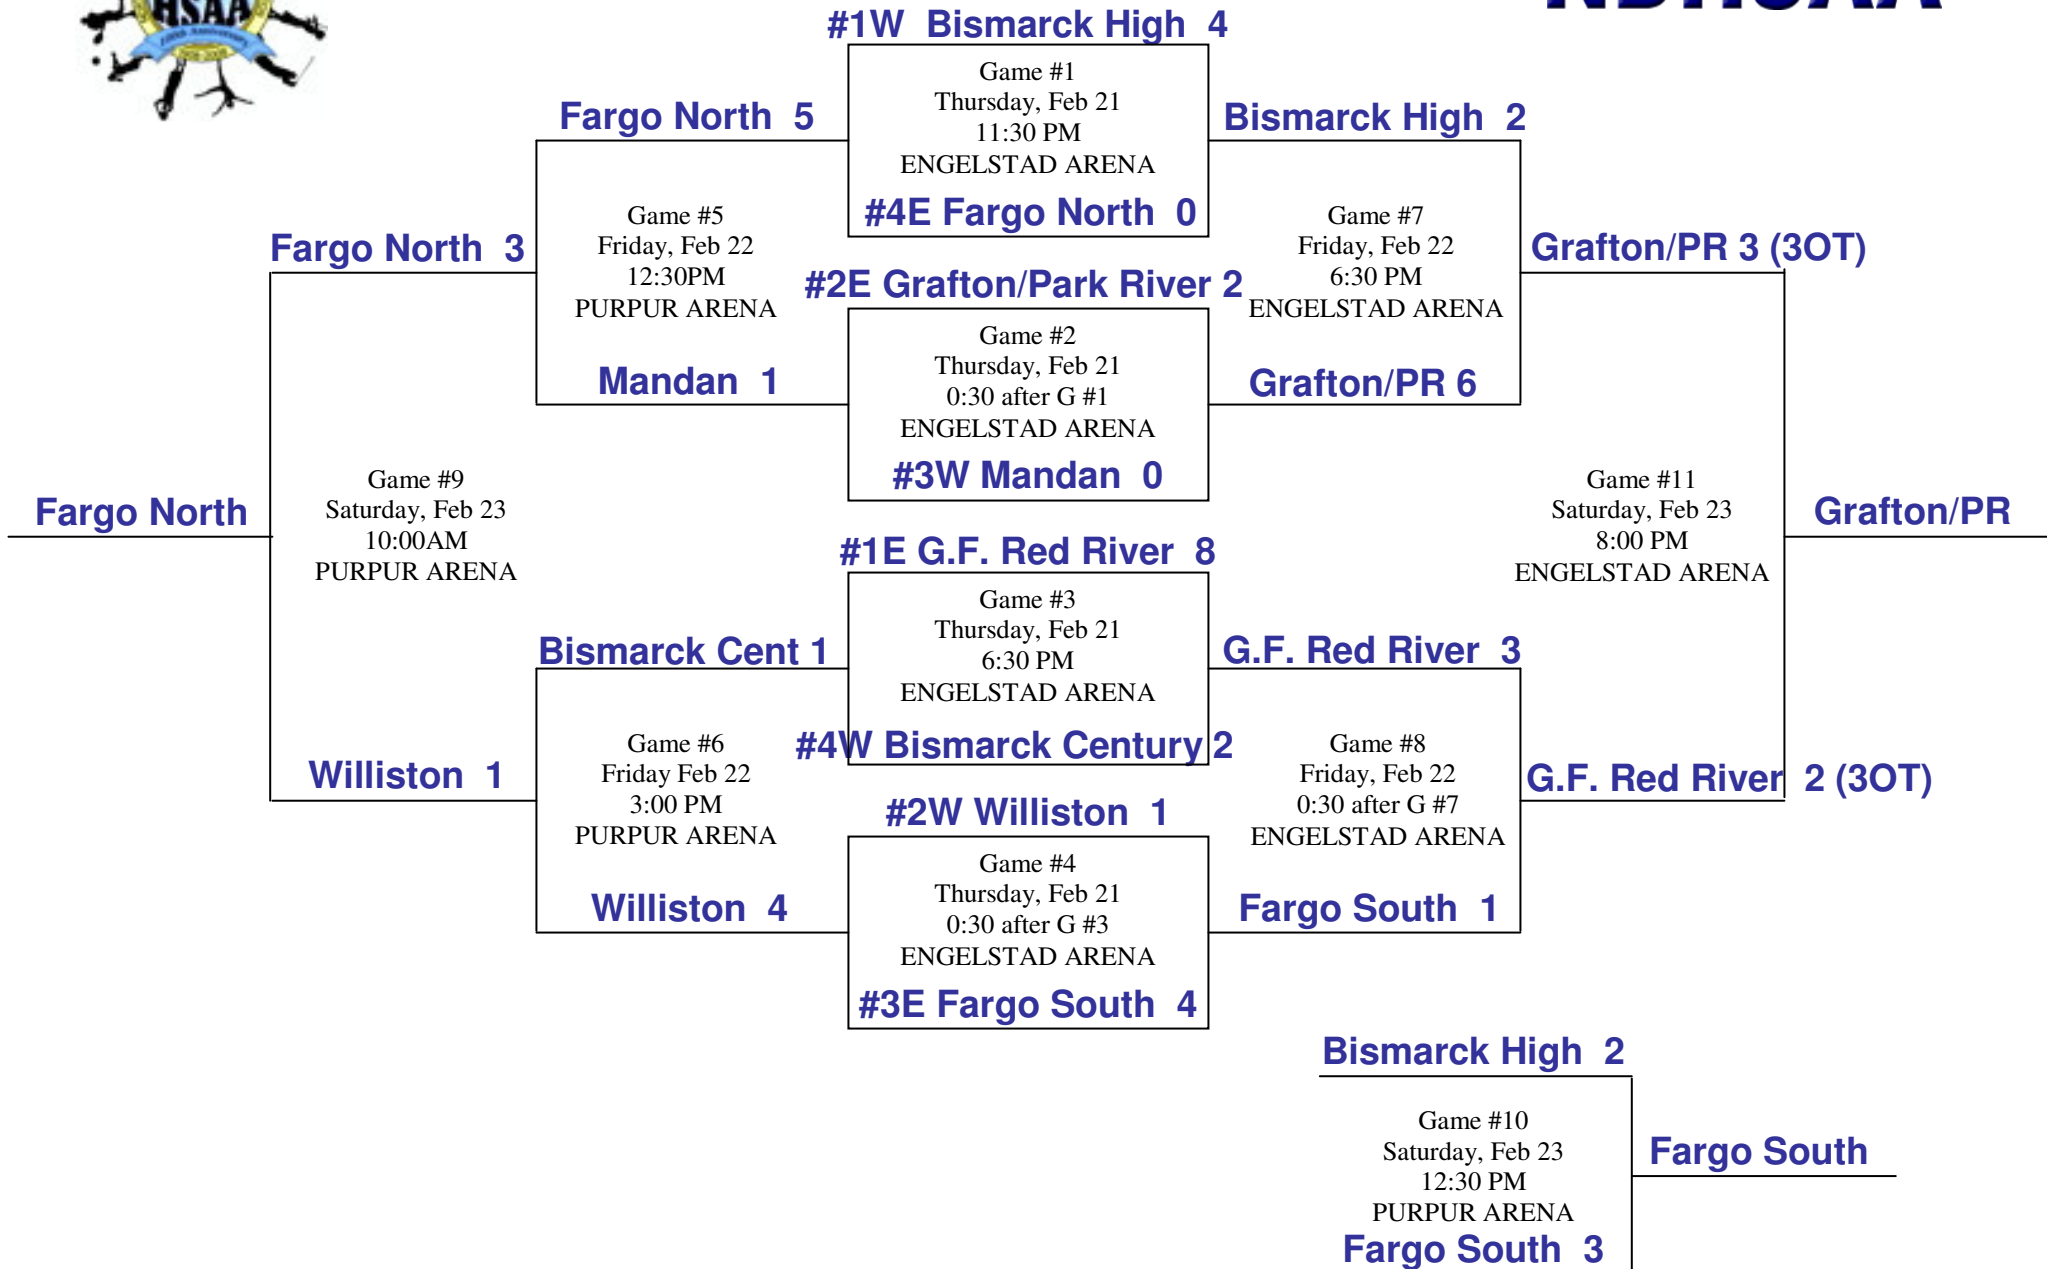 HSAA
100th Anniversary
1908-2008
NDHSAA
#1W Bismarck High 4
Game #1
Thursday, Feb 21
11:30 PM
ENGELSTAD ARENA
#4E Fargo North 0
Fargo North 5
Bismarck High 2
Game #5
Friday, Feb 22
12:30PM
PURPUR ARENA
Game #7
Friday, Feb 22
6:30 PM
ENGELSTAD ARENA
Fargo North 3
Grafton/PR 3 (3OT)
#2E Grafton/Park River 2
Game #2
Thursday, Feb 21
0:30 after G #1
ENGELSTAD ARENA
#3W Mandan 0
Mandan 1
Grafton/PR 6
Game #9
Saturday, Feb 23
10:00AM
PURPUR ARENA
Game #11
Saturday, Feb 23
8:00 PM
ENGELSTAD ARENA
Fargo North
Grafton/PR
#1E G.F. Red River 8
Game #3
Thursday, Feb 21
6:30 PM
ENGELSTAD ARENA
#4W Bismarck Century 2
Bismarck Cent 1
G.F. Red River 3
Game #6
Friday Feb 22
3:00 PM
PURPUR ARENA
Game #8
Friday, Feb 22
0:30 after G #7
ENGELSTAD ARENA
Williston 1
G.F. Red River 2 (3OT)
#2W Williston 1
Game #4
Thursday, Feb 21
0:30 after G #3
ENGELSTAD ARENA
#3E Fargo South 4
Williston 4
Fargo South 1
Bismarck High 2
Game #10
Saturday, Feb 23
12:30 PM
PURPUR ARENA
Fargo South 3
Fargo South